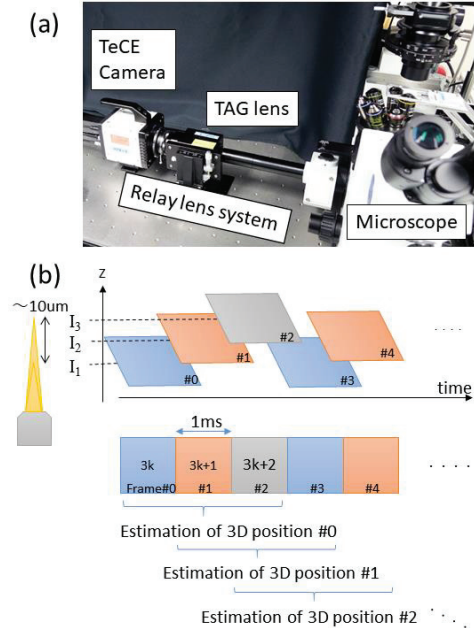 (a)
TeCE
Camera
TAG lens
Relay lens system
Microscope
(b)
z
～10um
I₃
I₂
I₁
#0
#1
#2
#3
#4
time
1ms
3k
3k+1
3k+2
Frame#0
#1
#2
#3
#4
Estimation of 3D position #0
Estimation of 3D position #1
Estimation of 3D position #2